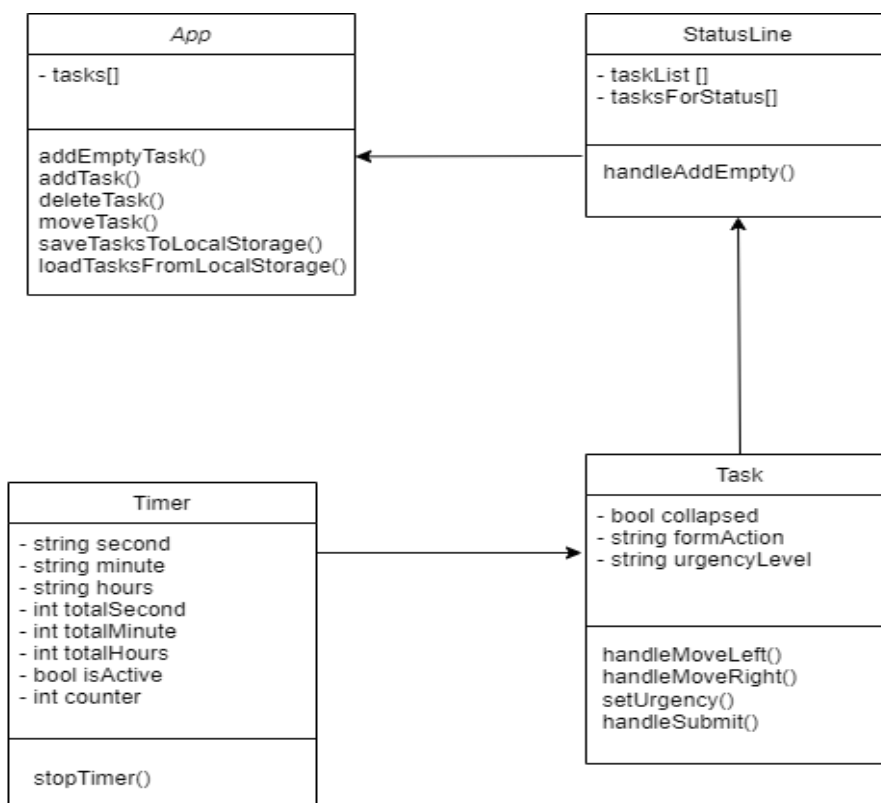 App
- tasks[]
addEmptyTask()
addTask()
deleteTask()
moveTask()
saveTasksToLocalStorage()
loadTasksFromLocalStorage()
StatusLine
- taskList []
- tasksForStatus[]
handleAddEmpty()
Timer
- string second
- string minute
- string hours
- int totalSecond
- int totalMinute
- int totalHours
- bool isActive
- int counter
stopTimer()
Task
- bool collapsed
- string formAction
- string urgencyLevel
handleMoveLeft()
handleMoveRight()
setUrgency()
handleSubmit()